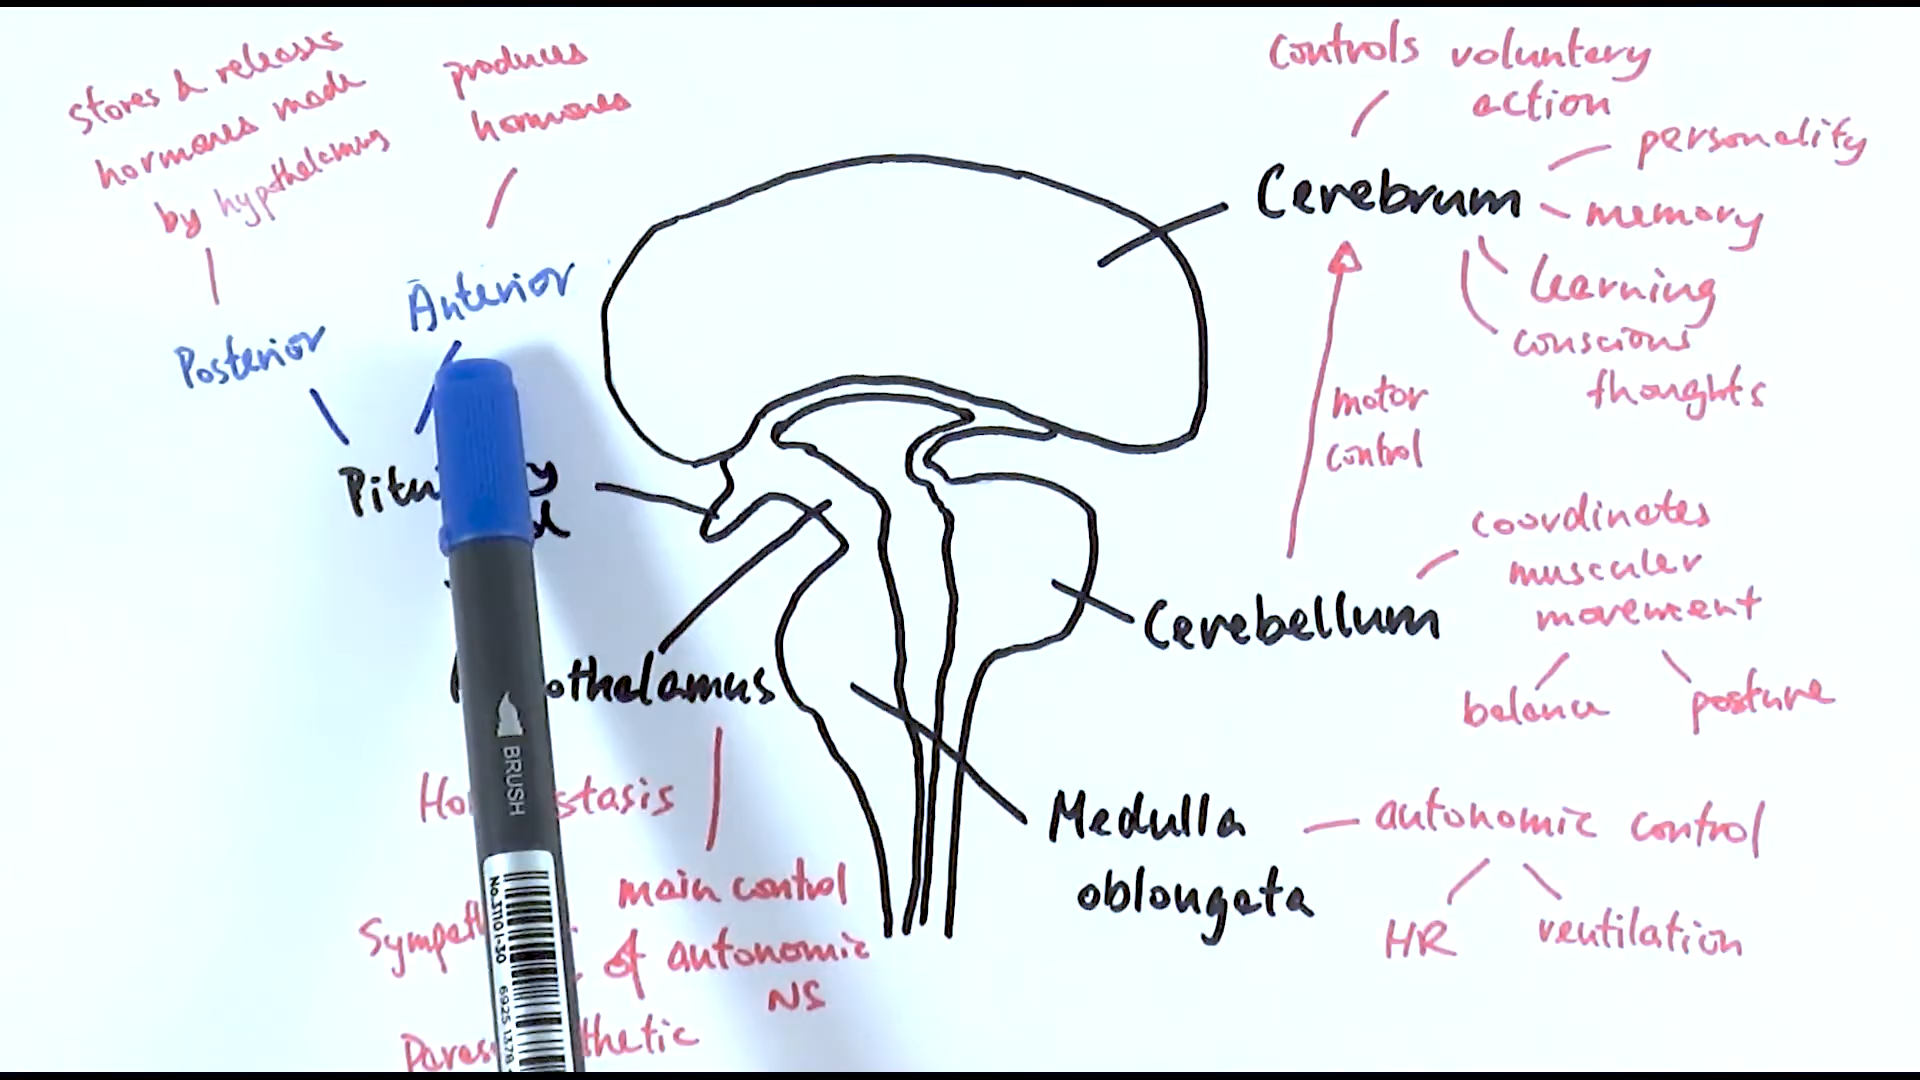 stores & releases
hormones made
by hypothalamus
produces
hormones
Posterior
Anterior
Pitu
y
othalamus
stasis
main control
of autonomic
NS
Sympath
thetic
Controls voluntary
action
Cerebrum
personality
memory
learning
conscious
thoughts
motor
control
Cerebellum
coordinates
muscular
movement
balance
posture
Medulla
oblongata
autonomic control
HR
ventilation
BRUSH